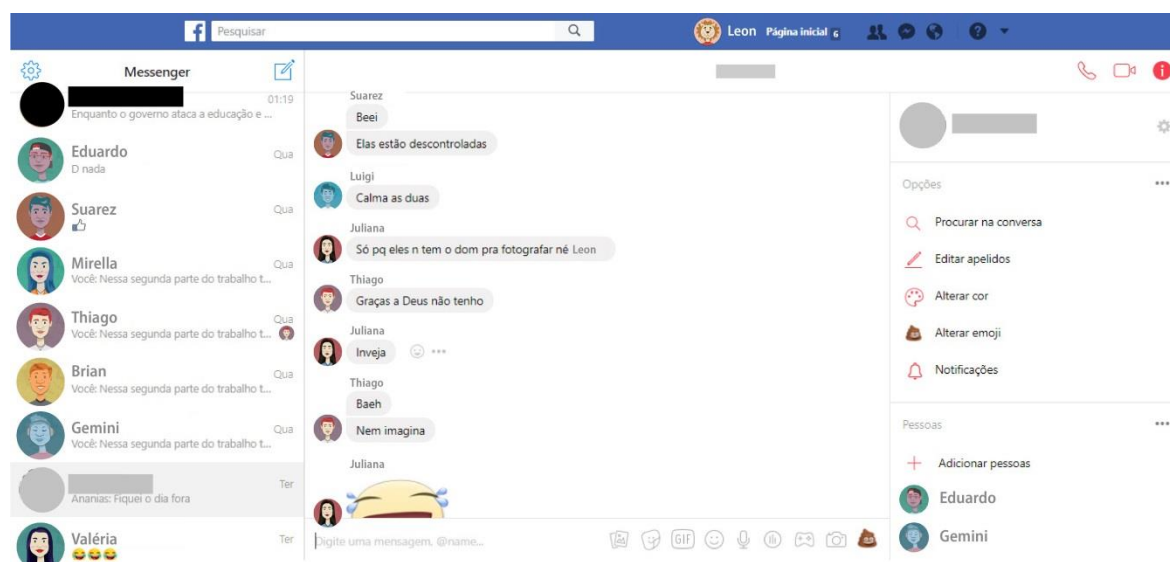 f Pesquisar
Leon Página inicial 6
Messenger
01:19
Enquanto o governo ataca a educação e ...
Eduardo
Qua
D nada
Suarez
Qua
Mirella
Qua
Você: Nessa segunda parte do trabalho t...
Thiago
Qua
Você: Nessa segunda parte do trabalho t...
Brian
Qua
Você: Nessa segunda parte do trabalho t...
Gemini
Qua
Você: Nessa segunda parte do trabalho t...
Ter
Ananias: Fiquei o dia fora
Valéria
Ter
Suarez
Beei
Elas estão descontroladas
Luigi
Calma as duas
Juliana
Só pq eles n tem o dom pra fotografar né Leon
Thiago
Graças a Deus não tenho
Juliana
Inveja
Thiago
Baeh
Nem imagina
Juliana
Digite uma mensagem, @name...
GIF
Opções
Procurar na conversa
Editar apelidos
Alterar cor
Alterar emoji
Notificações
Pessoas
Adicionar pessoas
Eduardo
Gemini